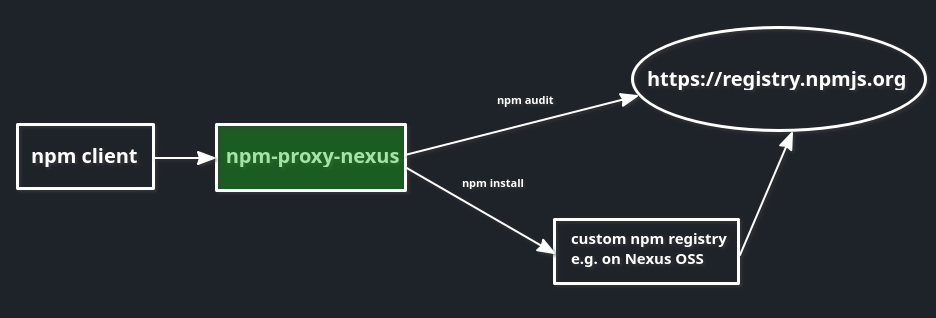 https://registry.npmjs.org
npm audit
npm client
npm-proxy-nexus
npm install
custom npm registry
e.g. on Nexus OSS